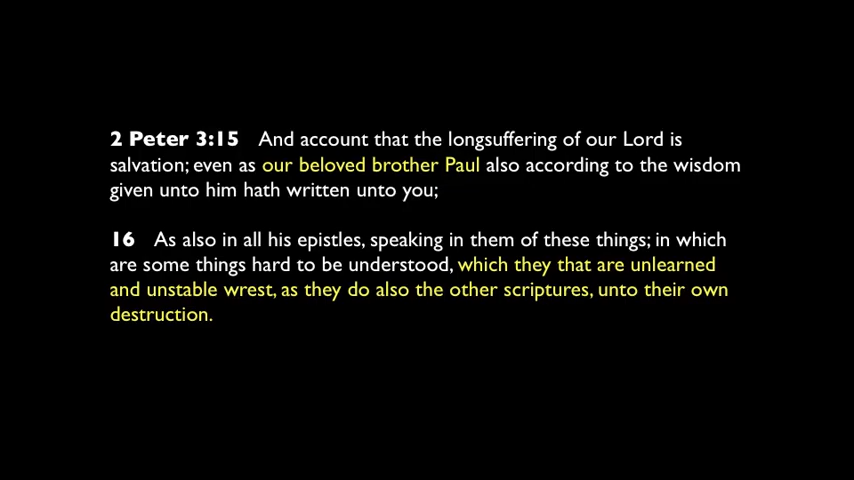 2 Peter 3:15 And account that the longsuffering of our Lord is
salvation; even as our beloved brother Paul also according to the wisdom
given unto him hath written unto you;
16 As also in all his epistles, speaking in them of these things; in which
are some things hard to be understood, which they that are unlearned
and unstable wrest, as they do also the other scriptures, unto their own
destruction.